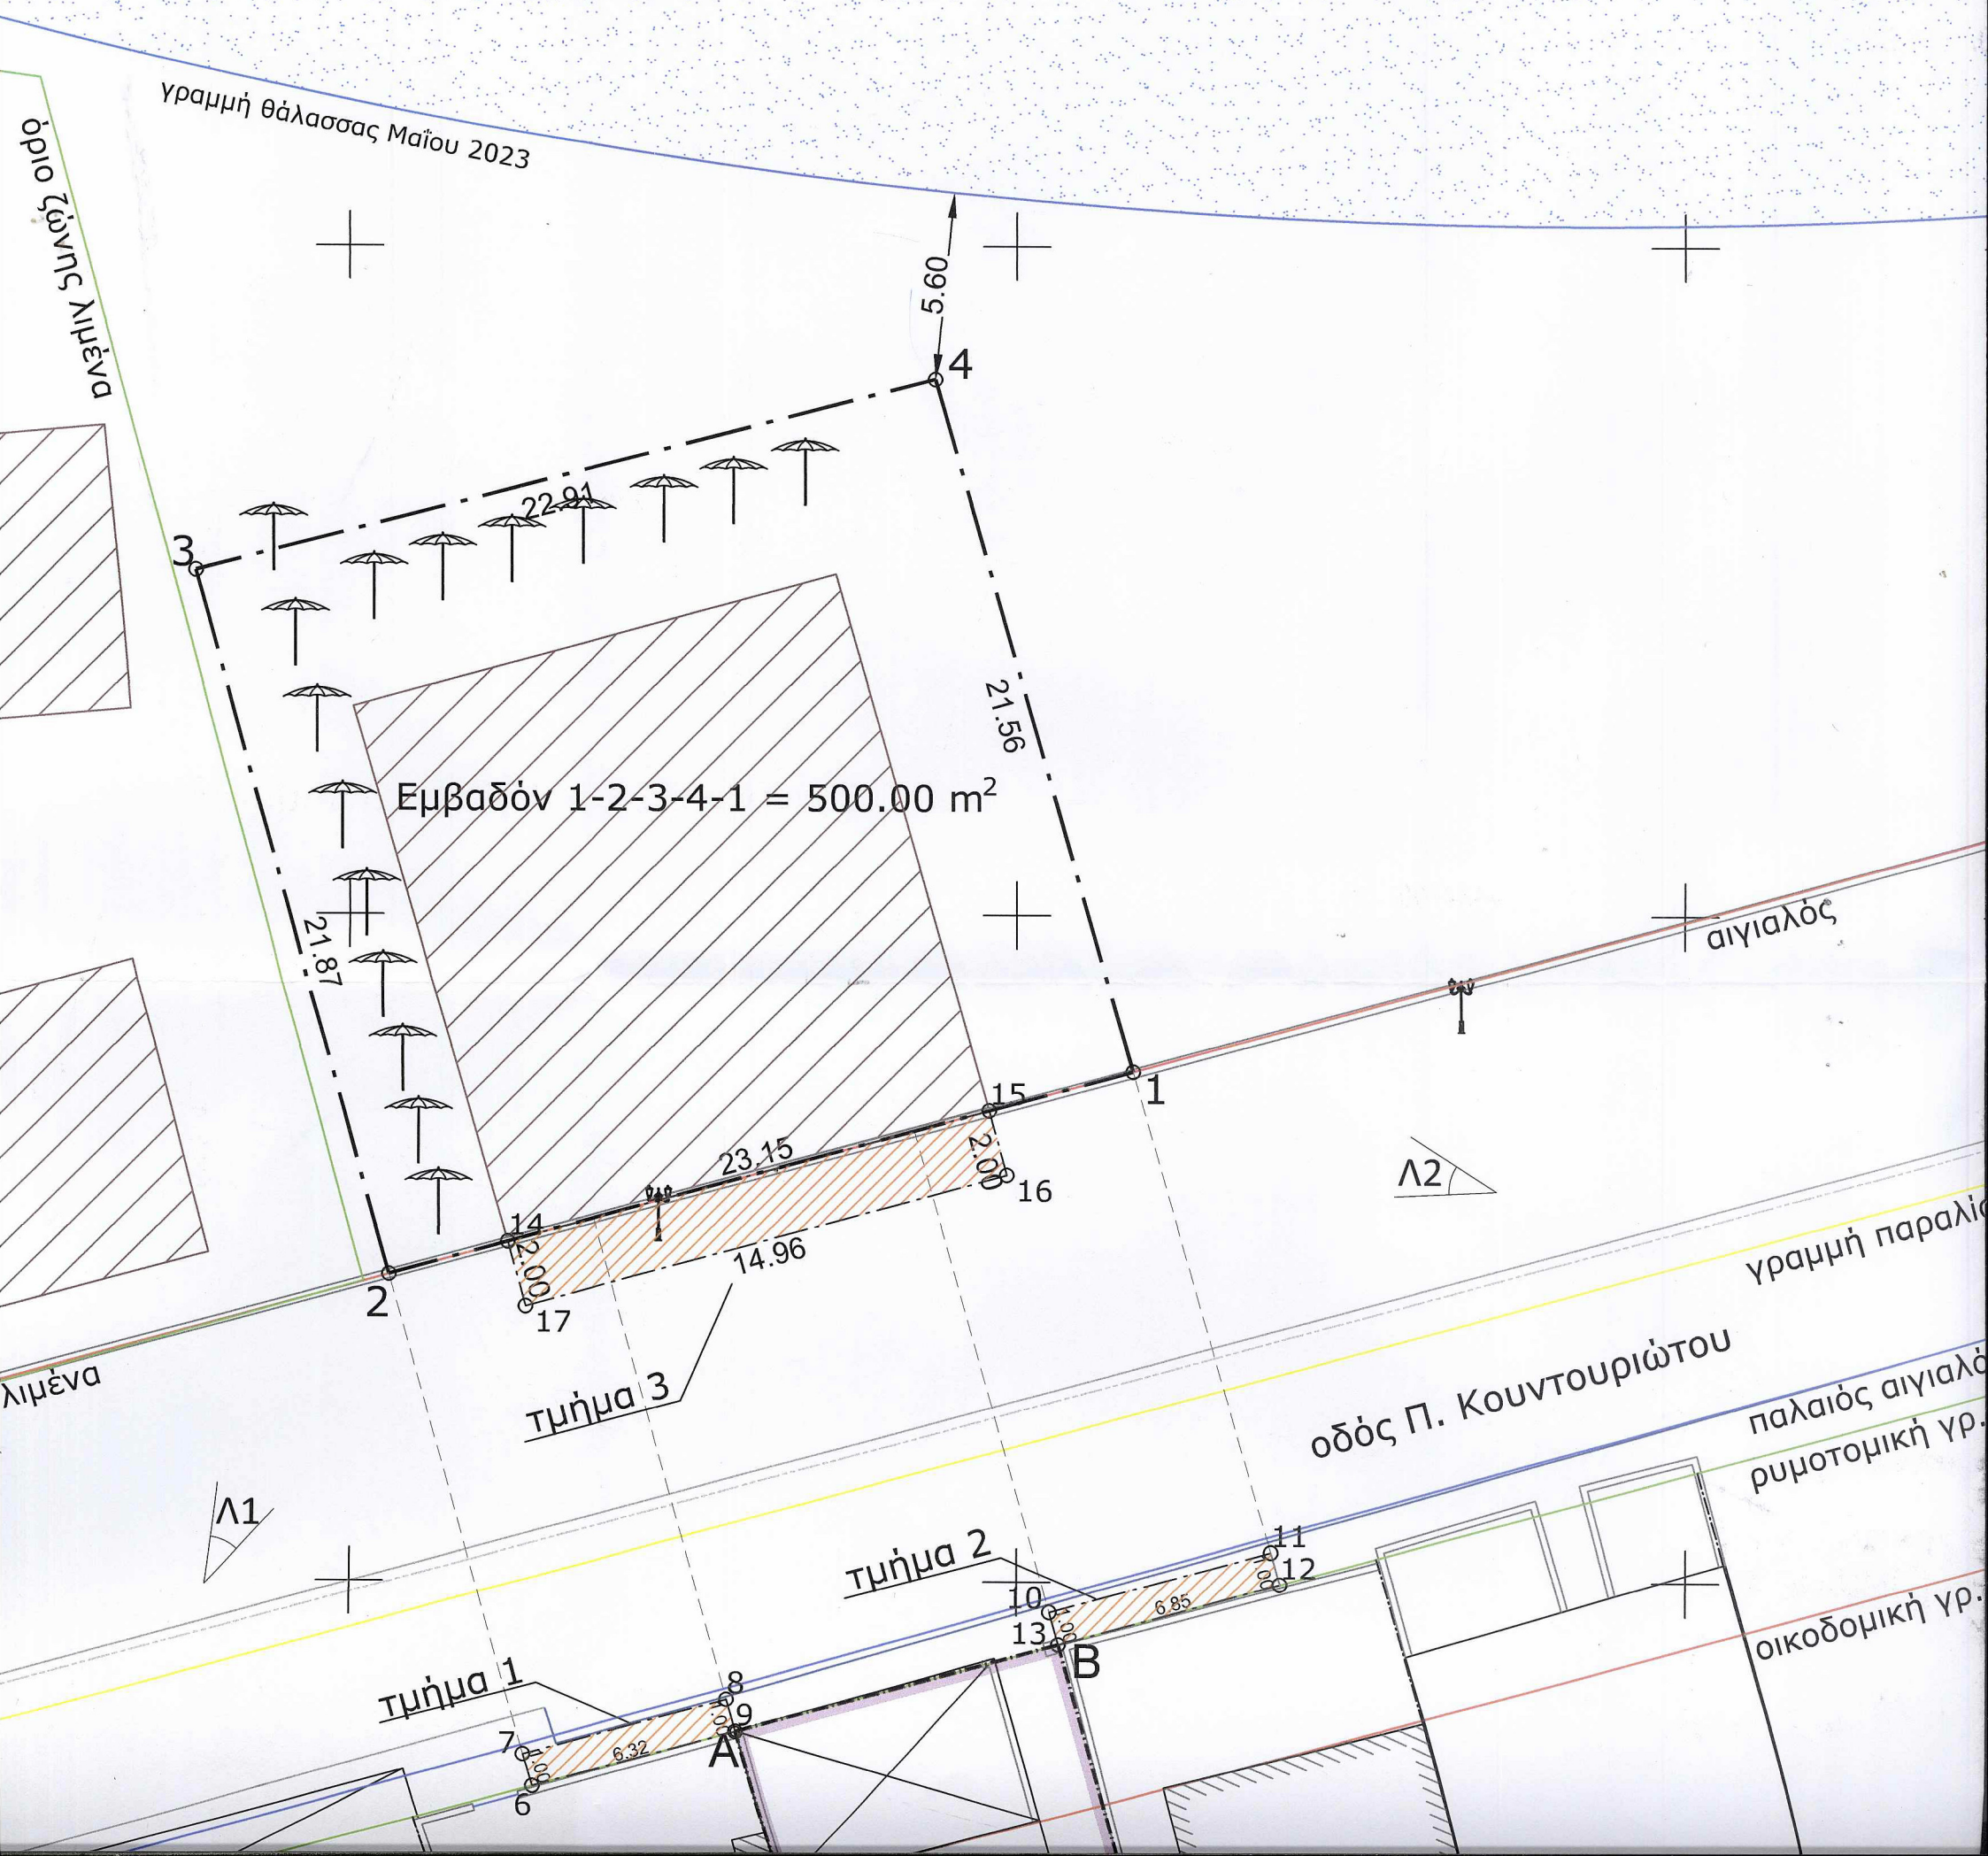 γραμμή θάλασσας Μαΐου 2023
όριο ζώνης λιμένα
5.60
4
3
22.91
21.56
Εμβαδόν 1-2-3-4-1 = 500.00 m²
21.87
αιγιαλός
1
15
23.15
2.00
16
Λ2
14
2.00
14.96
2
17
γραμμή παραλί
λιμένα
τμήμα 3
οδός Π. Κουντουριώτου
παλαιός αιγιαλό
ρυμοτομική γρ.
Λ1
τμήμα 2
11
12
10
6.85
13
B
οικοδομική γρ.
τμήμα 1
8
9
7
6.32
A
6